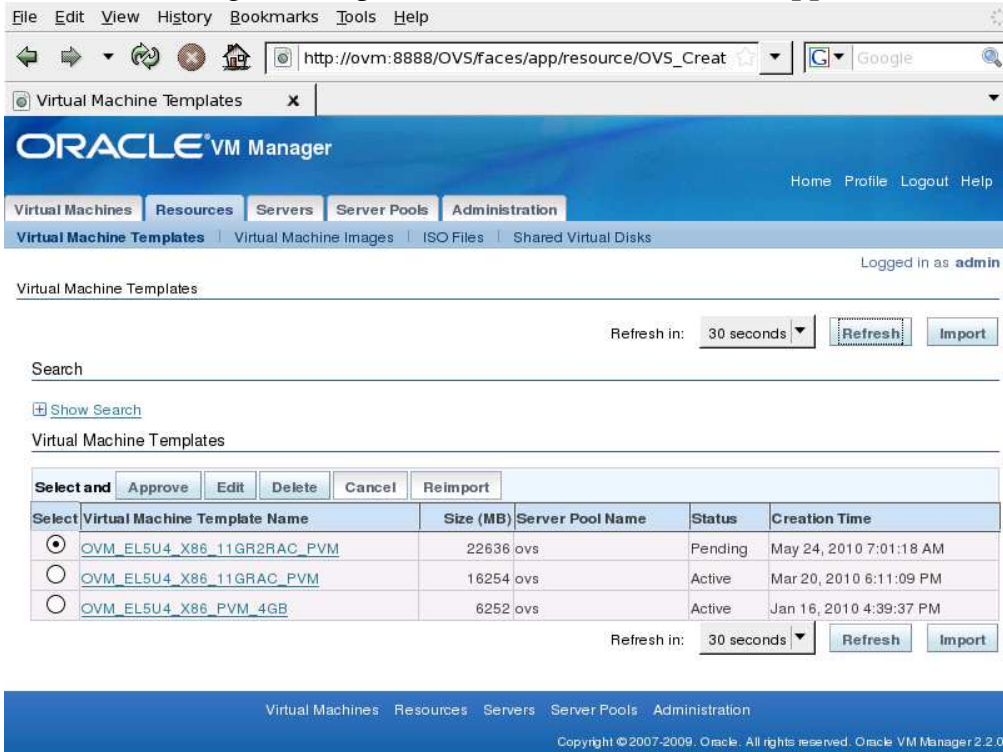 File Edit View History Bookmarks Tools Help
http://ovm:8888/OVS/faces/app/resource/OVS_Creat G Google
Virtual Machine Templates x
ORACLE VM Manager
Home Profile Logout Help
Virtual Machines Resources Servers Server Pools Administration
Virtual Machine Templates | Virtual Machine Images | ISO Files | Shared Virtual Disks
Logged in as admin
Virtual Machine Templates
Refresh in: 30 seconds Refresh Import
Search
Show Search
Virtual Machine Templates
Select and Approve Edit Delete Cancel Reimport
Select Virtual Machine Template Name Size (MB) Server Pool Name Status Creation Time
OVM_EL5U4_X86_11GR2RAC_PVM 22636 ovs Pending May 24, 2010 7:01:18 AM
OVM_EL5U4_X86_11GRAC_PVM 16254 ovs Active Mar 20, 2010 6:11:09 PM
OVM_EL5U4_X86_PVM_4GB 6252 ovs Active Jan 16, 2010 4:39:37 PM
Refresh in: 30 seconds Refresh Import
Virtual Machines Resources Servers Server Pools Administration
Copyright © 2007-2009. Oracle. All rights reserved. Oracle VM Manager 2.2.0